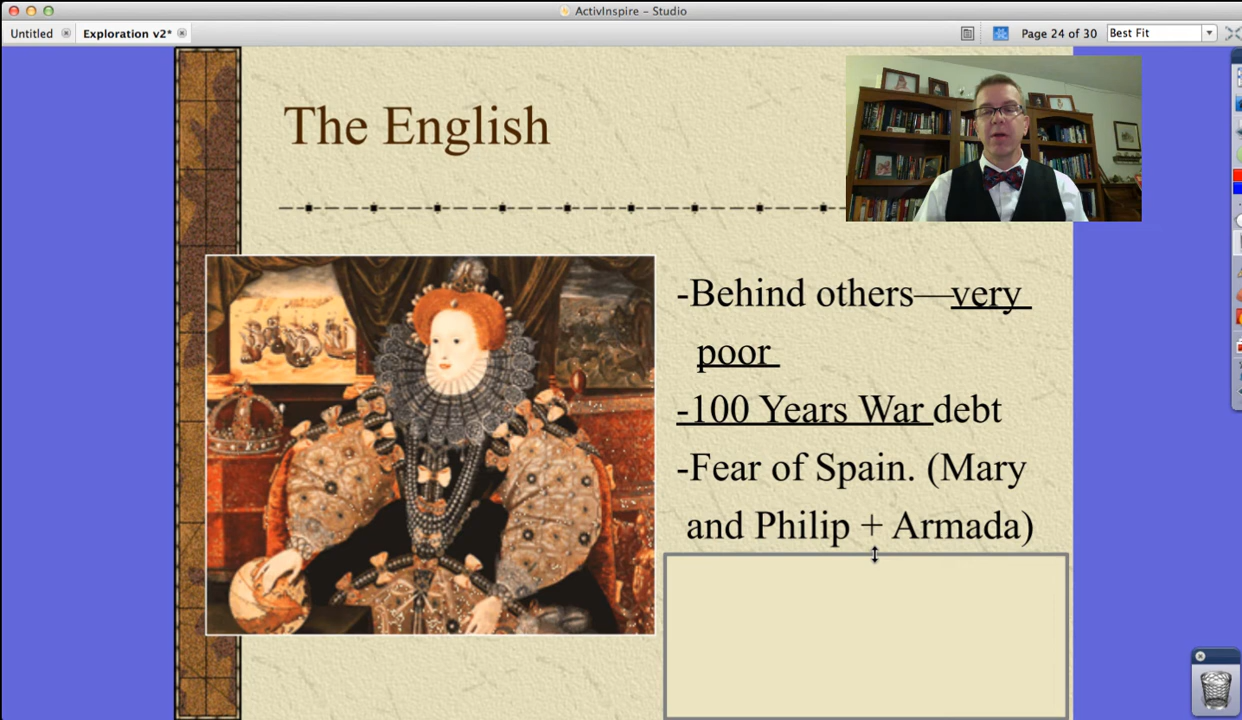 ActivInspire – Studio
Untitled
Exploration v2*
Page 24 of 30
Best Fit
The English
-Behind others—very
poor
-100 Years War debt
-Fear of Spain. (Mary
and Philip + Armada)